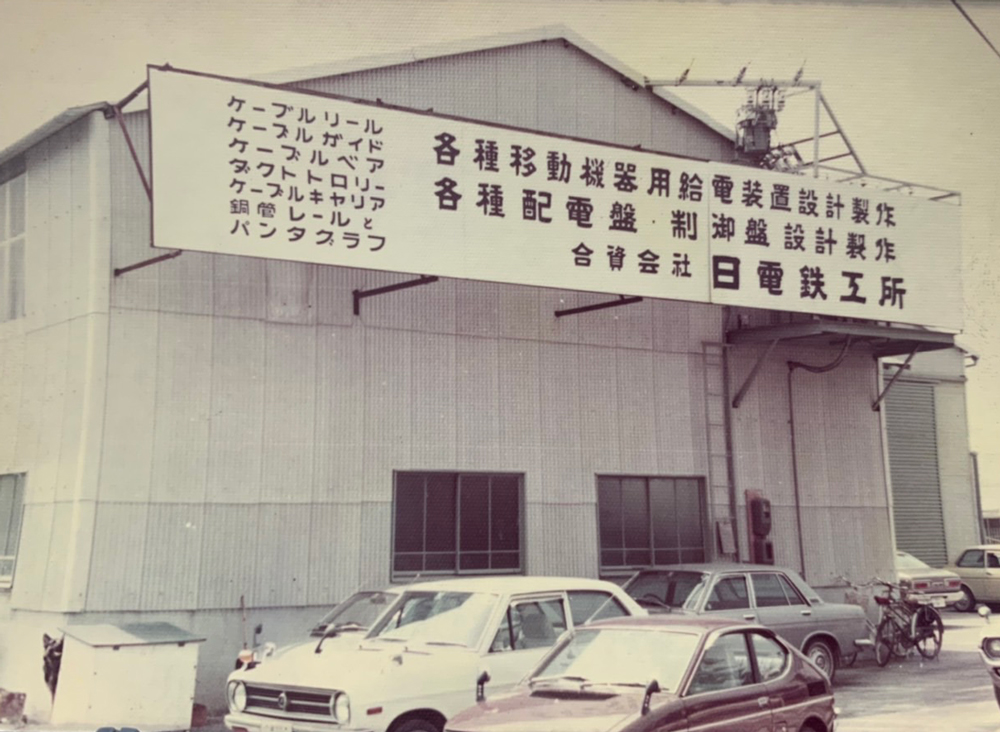 ケーブルリール
ケーブルガイド
ケーブルベア
ダクトトロリー
ケーブルキャリア
鋼管レールと
パンタグラフ
各種移動機器用給電装置設計製作
各種配電盤・制御盤設計製作
合資会社 日電鉄工所